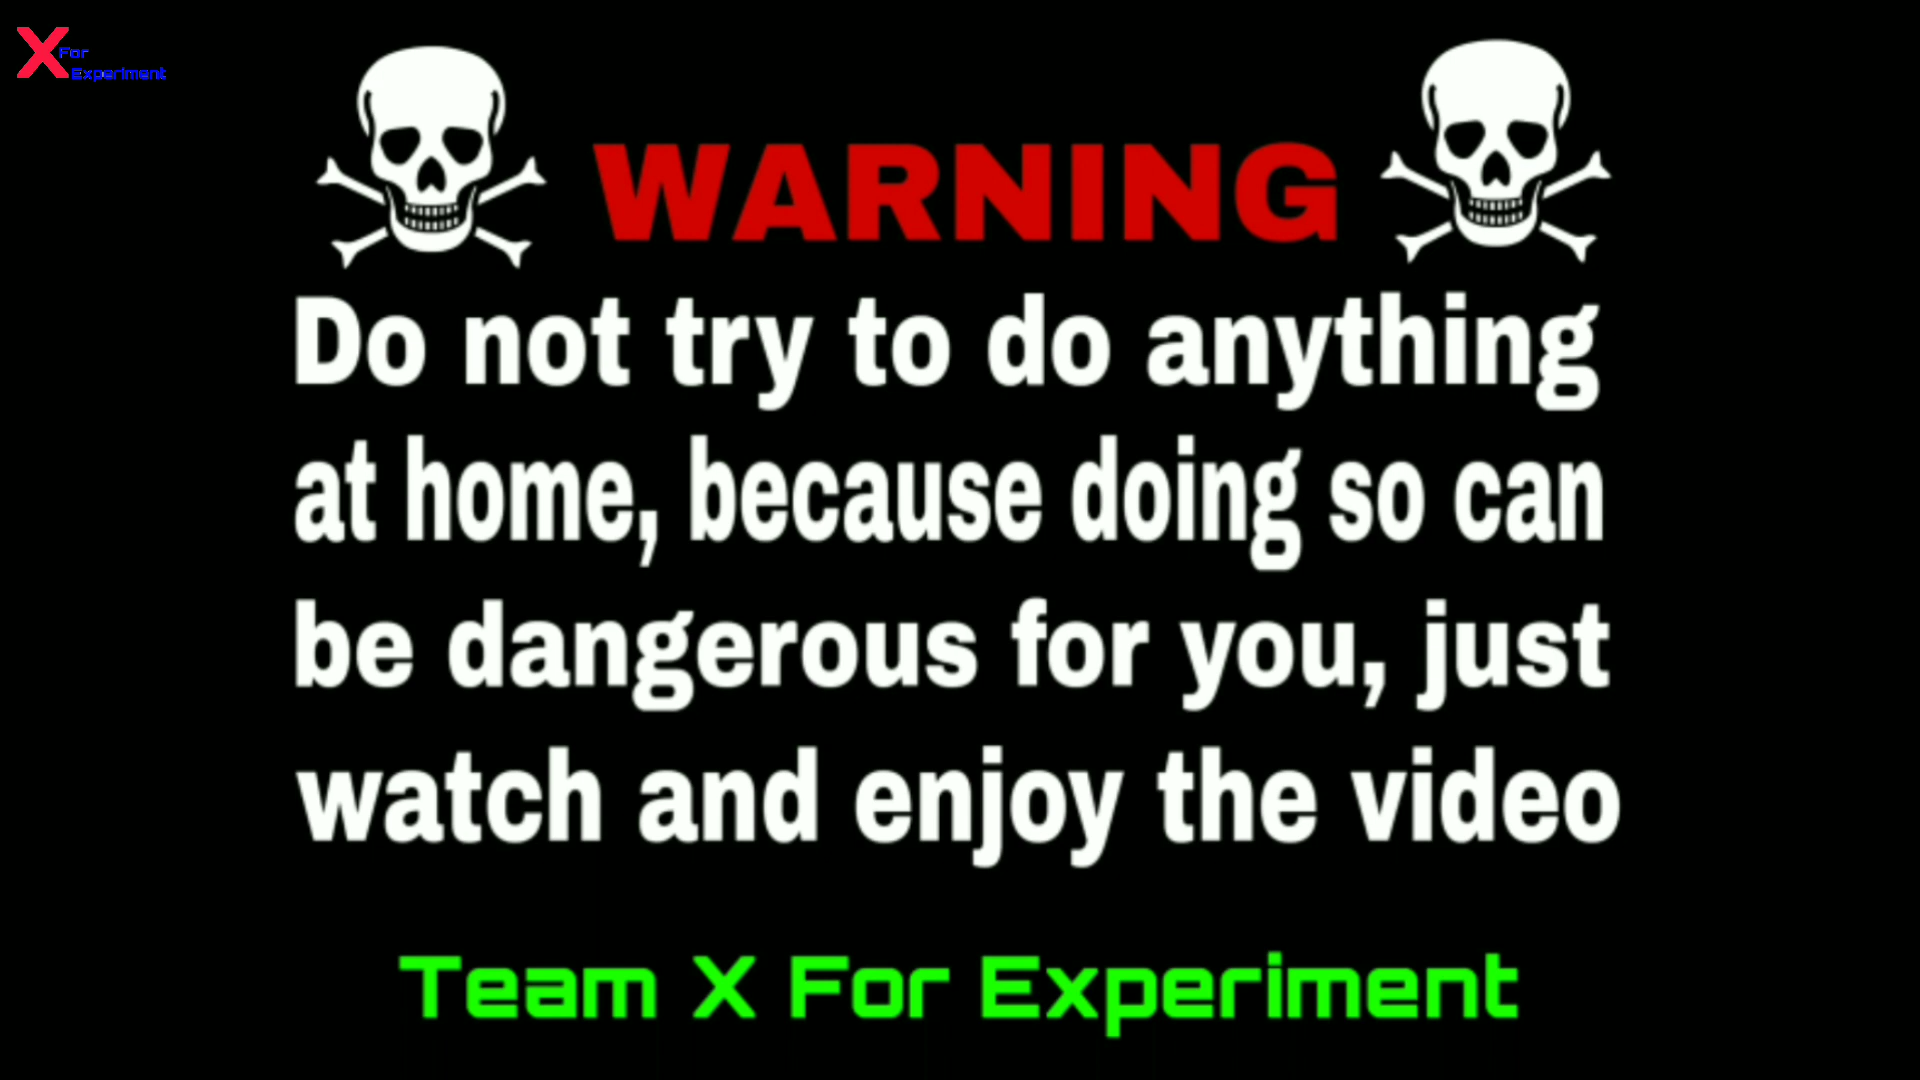 X For
Experiment
WARNING
Do not try to do anything
at home, because doing so can
be dangerous for you, just
watch and enjoy the video
Team X For Experiment